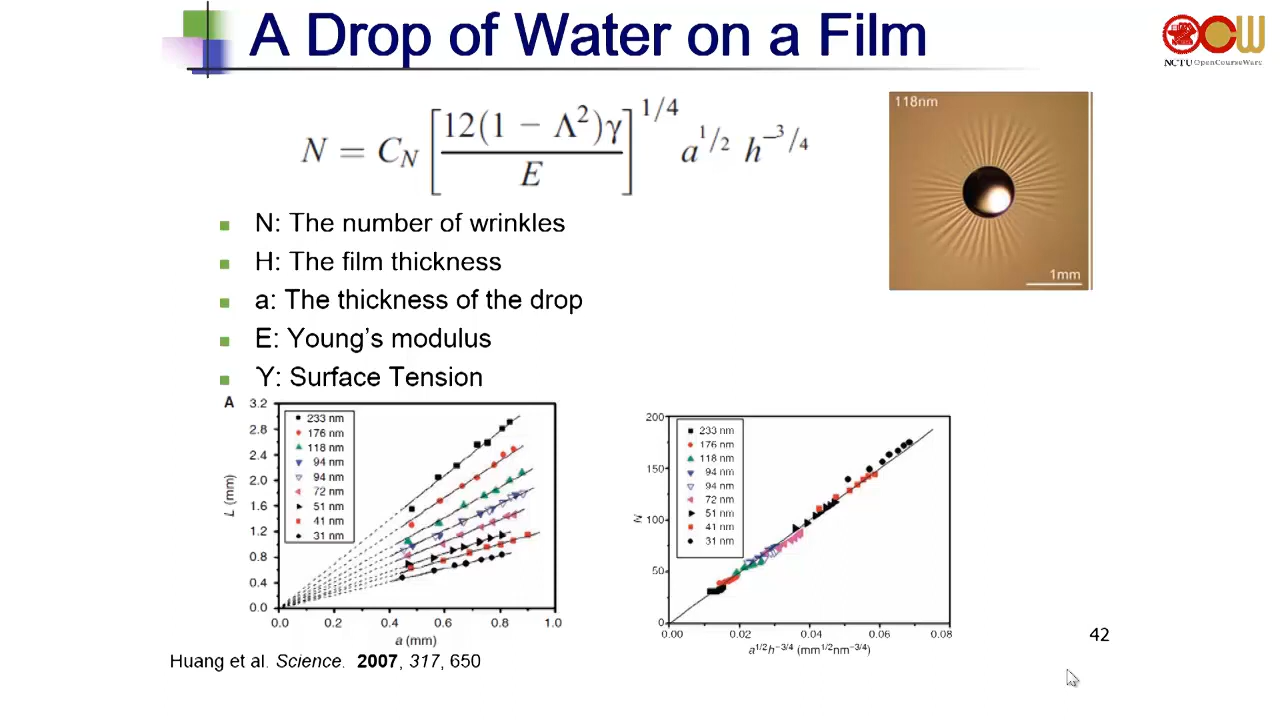 A Drop of Water on a Film
NCTU OpenCourseWare
N = C_N [12(1 − Λ²)γ / E]^1/4 a^1/2 h^−3/4
118nm
1mm
N: The number of wrinkles
H: The film thickness
a: The thickness of the drop
E: Young's modulus
Υ: Surface Tension
A
L (mm)
3.2
2.8
2.4
2.0
1.6
1.2
0.8
0.4
0.0
233 nm
176 nm
118 nm
94 nm
94 nm
72 nm
51 nm
41 nm
31 nm
0.0 0.2 0.4 0.6 0.8 1.0
a (mm)
N
200
150
100
50
0
233 nm
176 nm
118 nm
94 nm
94 nm
72 nm
51 nm
41 nm
31 nm
0.00 0.02 0.04 0.06 0.08
a^1/2 h^-3/4 (mm^1/2 nm^-3/4)
42
Huang et al. Science. 2007, 317, 650